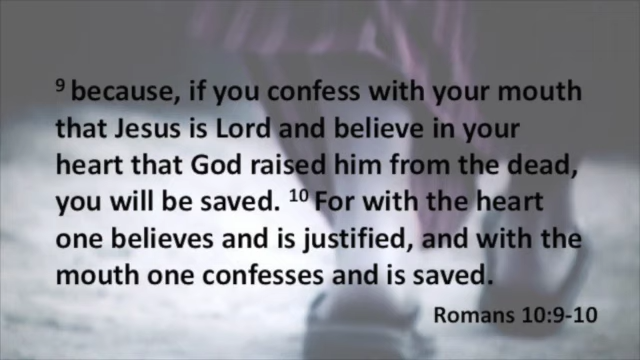 ⁹ because, if you confess with your mouth
that Jesus is Lord and believe in your
heart that God raised him from the dead,
you will be saved. ¹⁰ For with the heart
one believes and is justified, and with the
mouth one confesses and is saved.
Romans 10:9-10